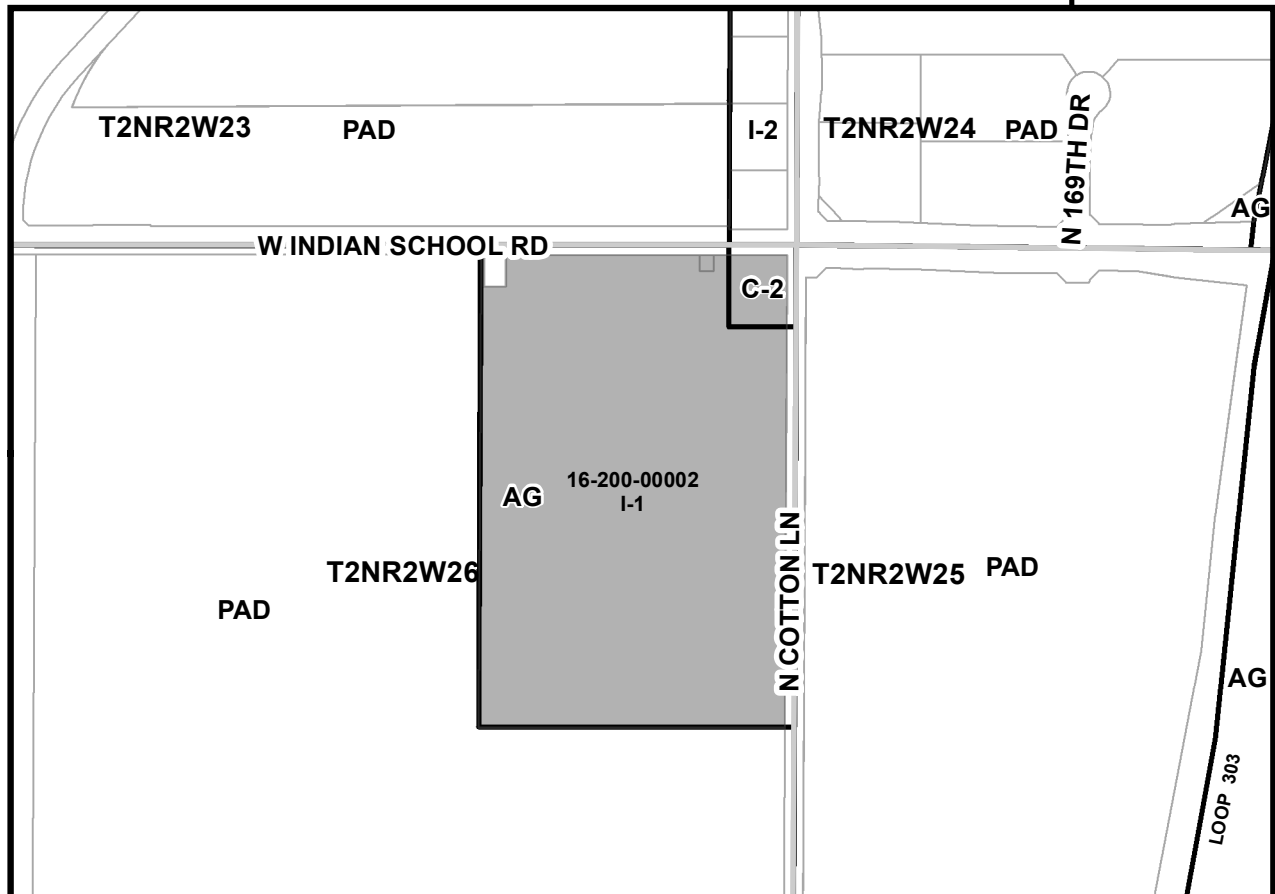 T2NR2W23
PAD
I-2
T2NR2W24
PAD
N 169TH DR
AG
W INDIAN SCHOOL RD
C-2
16-200-00002
I-1
AG
N COTTON LN
T2NR2W26
T2NR2W25
PAD
PAD
AG
LOOP 303